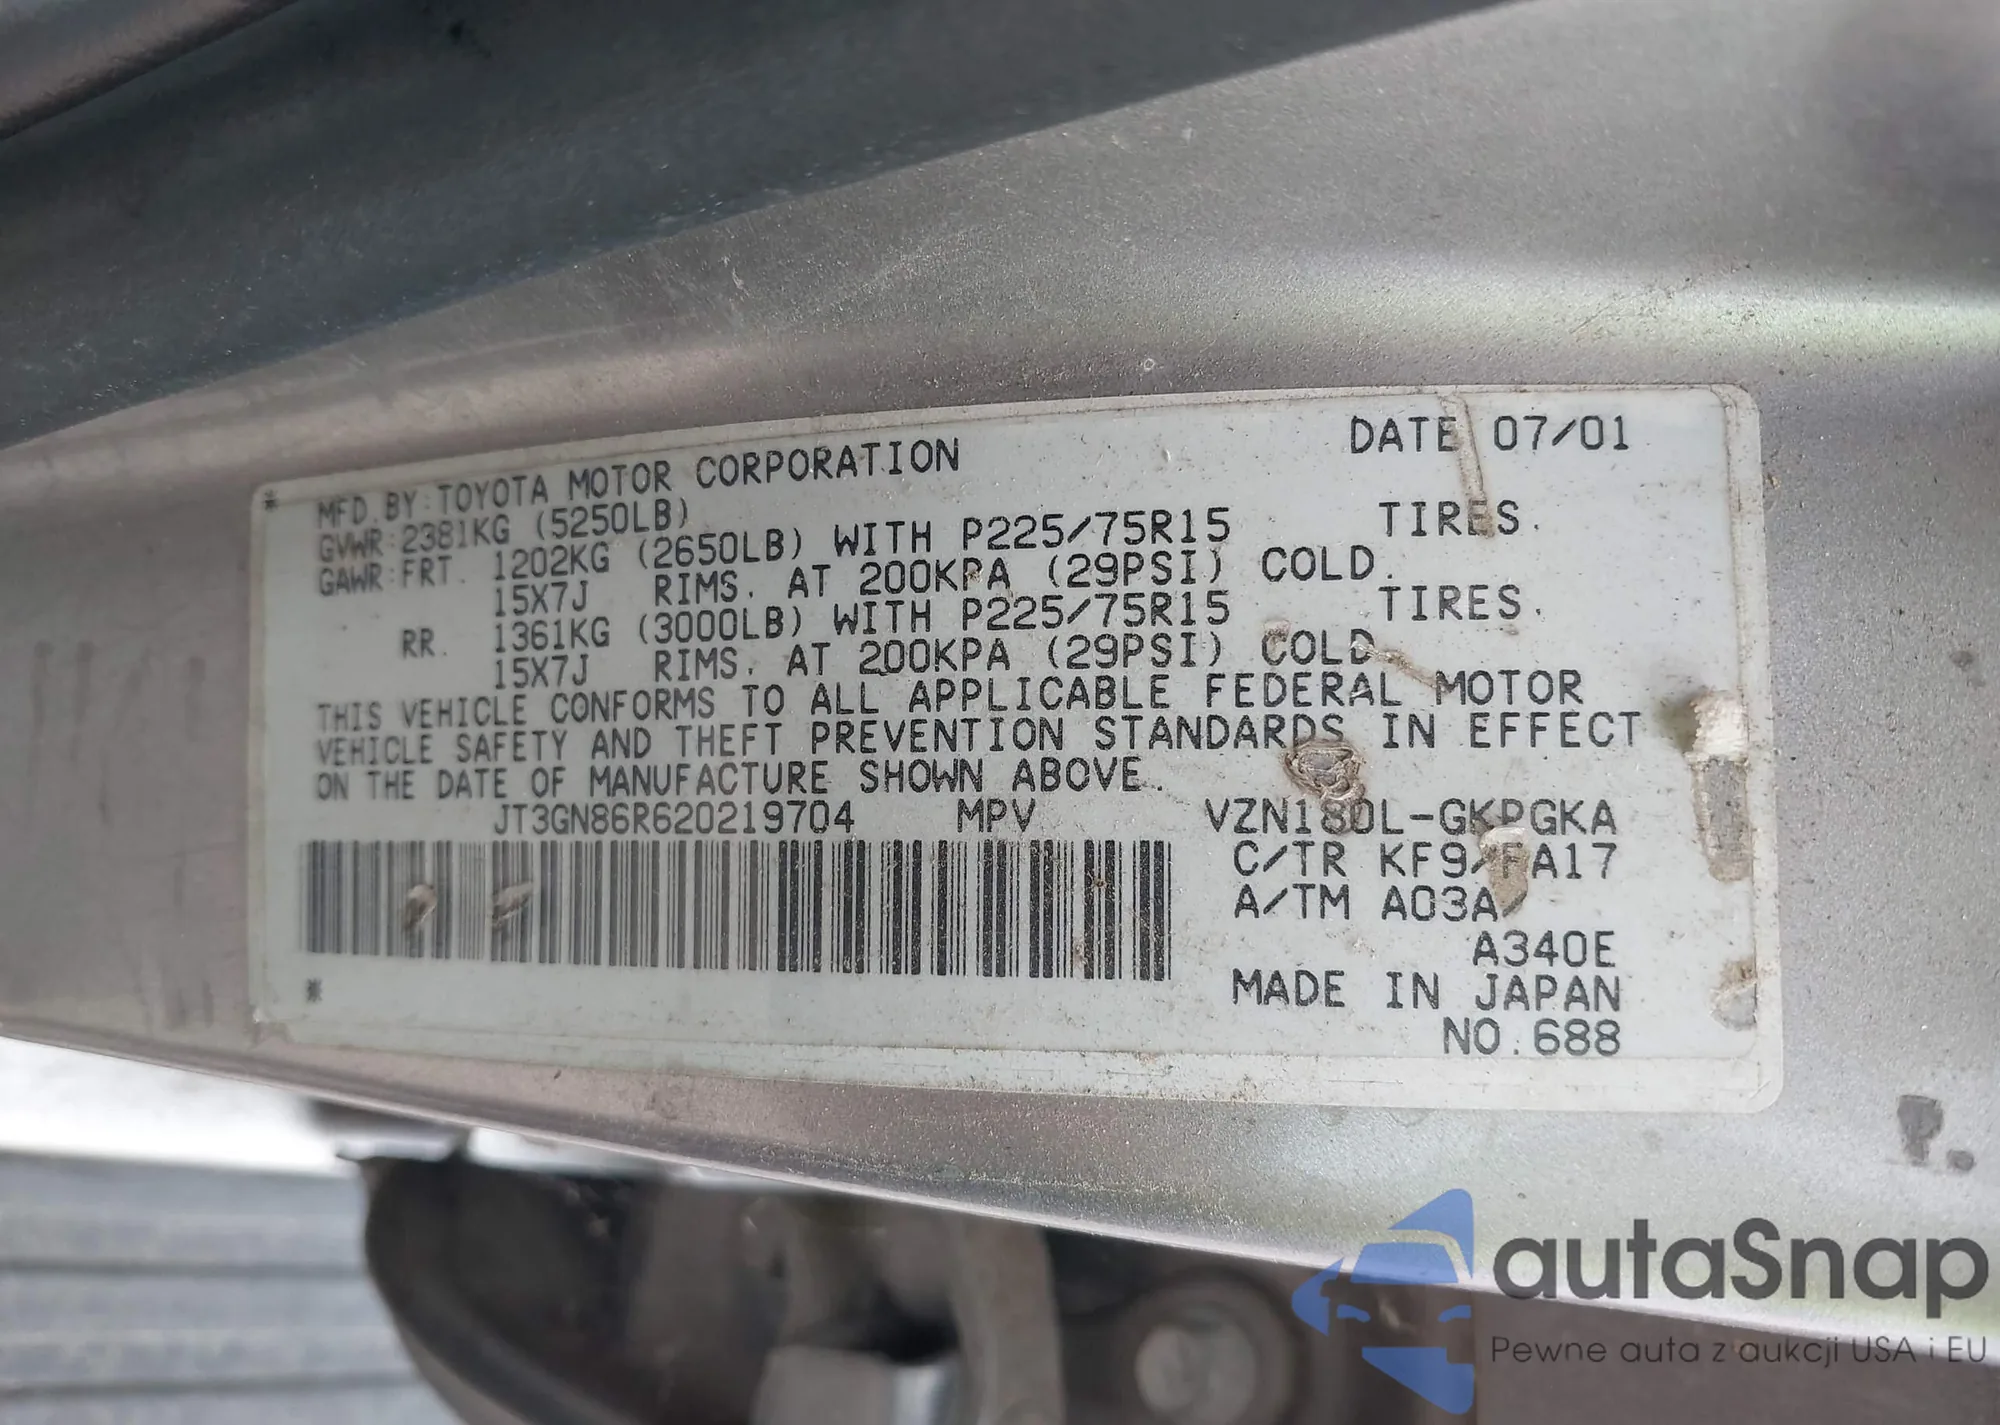 DATE 07/01
* MFD. BY: TOYOTA MOTOR CORPORATION
GVWR: 2381KG (5250LB)
GAWR: FRT. 1202KG (2650LB) WITH P225/75R15 TIRES.
15X7J RIMS. AT 200KPA (29PSI) COLD.
RR. 1361KG (3000LB) WITH P225/75R15 TIRES.
15X7J RIMS. AT 200KPA (29PSI) COLD.
THIS VEHICLE CONFORMS TO ALL APPLICABLE FEDERAL MOTOR
VEHICLE SAFETY AND THEFT PREVENTION STANDARDS IN EFFECT
ON THE DATE OF MANUFACTURE SHOWN ABOVE.
JT3GN86R620219704 MPV VZN180L-GKPGKA
C/TR KF9/FA17
A/TM A03A/
A340E
* MADE IN JAPAN
NO.688
P.
autaSnap
Pewne auta z aukcji USA i EU